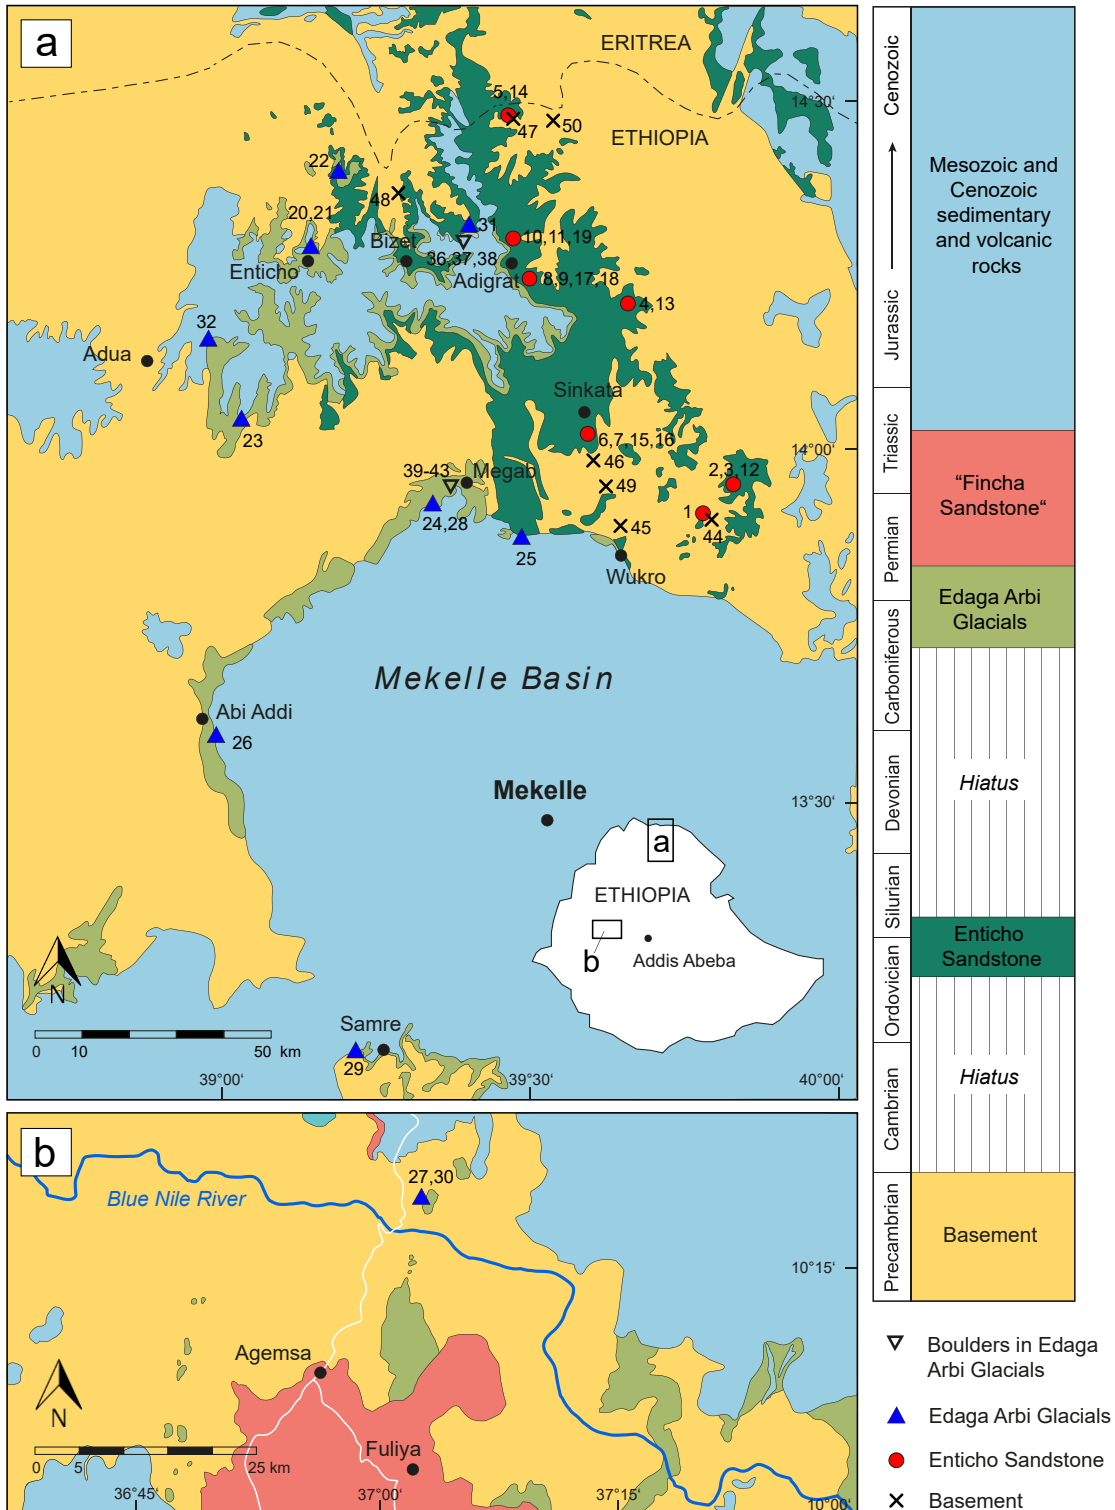 a
ERITREA
5,14
14°30‘
47
50
ETHIOPIA
22
48
20,21
31
Bizet
10,11,19
36,37,38
Enticho
Adigrat
8,9,17,18
4,13
32
Adua
Sinkata
23
6,7,15,16
14°00‘
46
39-43
Megab
2,3,12
49
24,28
1
44
45
25
Wukro
Mekelle Basin
Abi Addi
26
Mekelle
13°30‘
a
ETHIOPIA
b
Addis Abeba
N
Samre
0 10 50 km
29
39°00‘
39°30‘
40°00‘
b
27,30
Blue Nile River
10°15‘
Agemsa
N
Fuliya
0 5 25 km
36°45‘
37°00‘
37°15‘
10°00‘
Cenozoic
Jurassic
Triassic
Permian
Carboniferous
Devonian
Silurian
Ordovician
Cambrian
Precambrian
Mesozoic and
Cenozoic
sedimentary
and volcanic
rocks
“Fincha
Sandstone“
Edaga Arbi
Glacials
Hiatus
Enticho
Sandstone
Hiatus
Basement
Boulders in Edaga
Arbi Glacials
Edaga Arbi Glacials
Enticho Sandstone
Basement